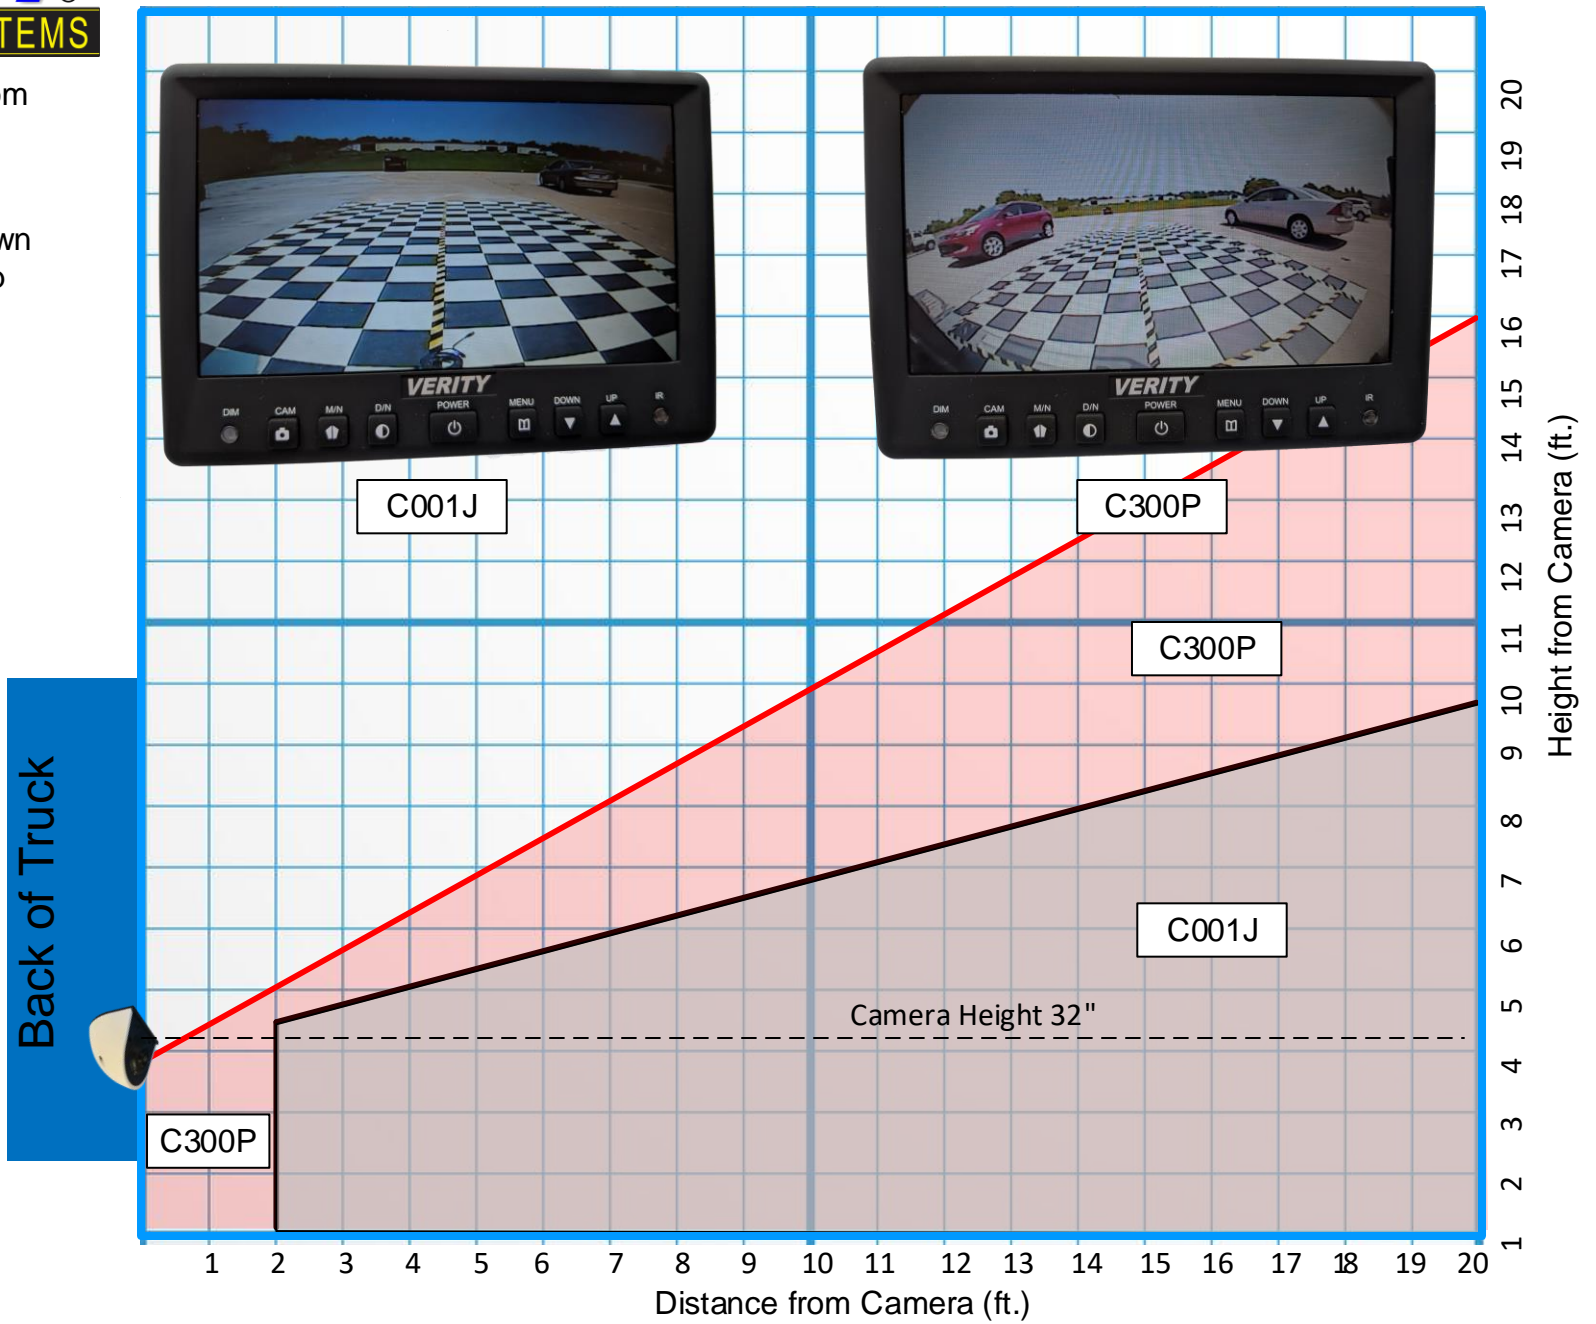 TEMS
om
wn
VERITY
DIM CAM M/N D/N POWER MENU DOWN UP IR
VERITY
DIM CAM M/N D/N POWER MENU DOWN UP IR
C001J
C300P
C300P
C001J
Camera Height 32"
C300P
Back of Truck
20
19
18
17
16
15
14
13
12
11
10
9
8
7
6
5
4
3
2
1
Height from Camera (ft.)
1 2 3 4 5 6 7 8 9 10 11 12 13 14 15 16 17 18 19 20
Distance from Camera (ft.)